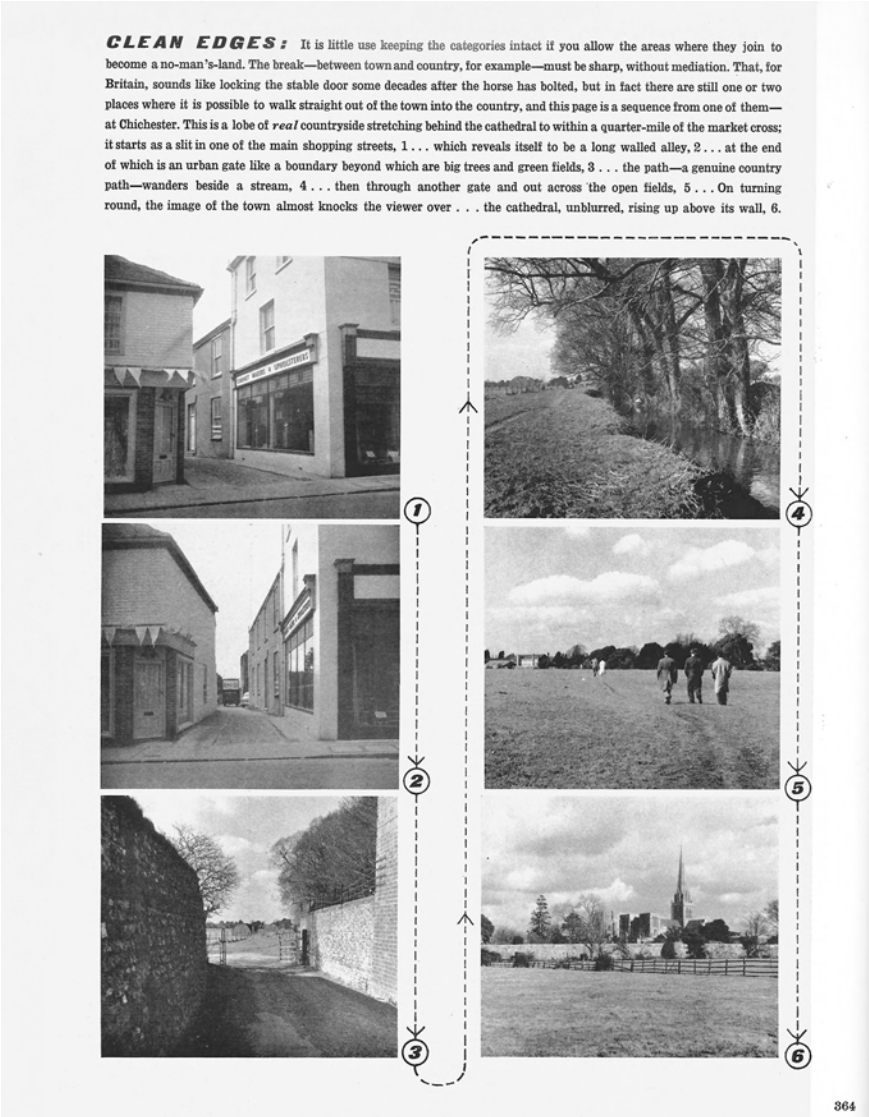 CLEAN EDGES: It is little use keeping the categories intact if you allow the areas where they join to
become a no-man's-land. The break—between town and country, for example—must be sharp, without mediation. That, for
Britain, sounds like locking the stable door some decades after the horse has bolted, but in fact there are still one or two
places where it is possible to walk straight out of the town into the country, and this page is a sequence from one of them—
at Chichester. This is a lobe of real countryside stretching behind the cathedral to within a quarter-mile of the market cross;
it starts as a slit in one of the main shopping streets, 1 . . . which reveals itself to be a long walled alley, 2 . . . at the end
of which is an urban gate like a boundary beyond which are big trees and green fields, 3 . . . the path—a genuine country
path—wanders beside a stream, 4 . . . then through another gate and out across the open fields, 5 . . . On turning
round, the image of the town almost knocks the viewer over . . . the cathedral, unblurred, rising up above its wall, 6.
& UPHOLSTERERS
1
2
3
4
5
6
364